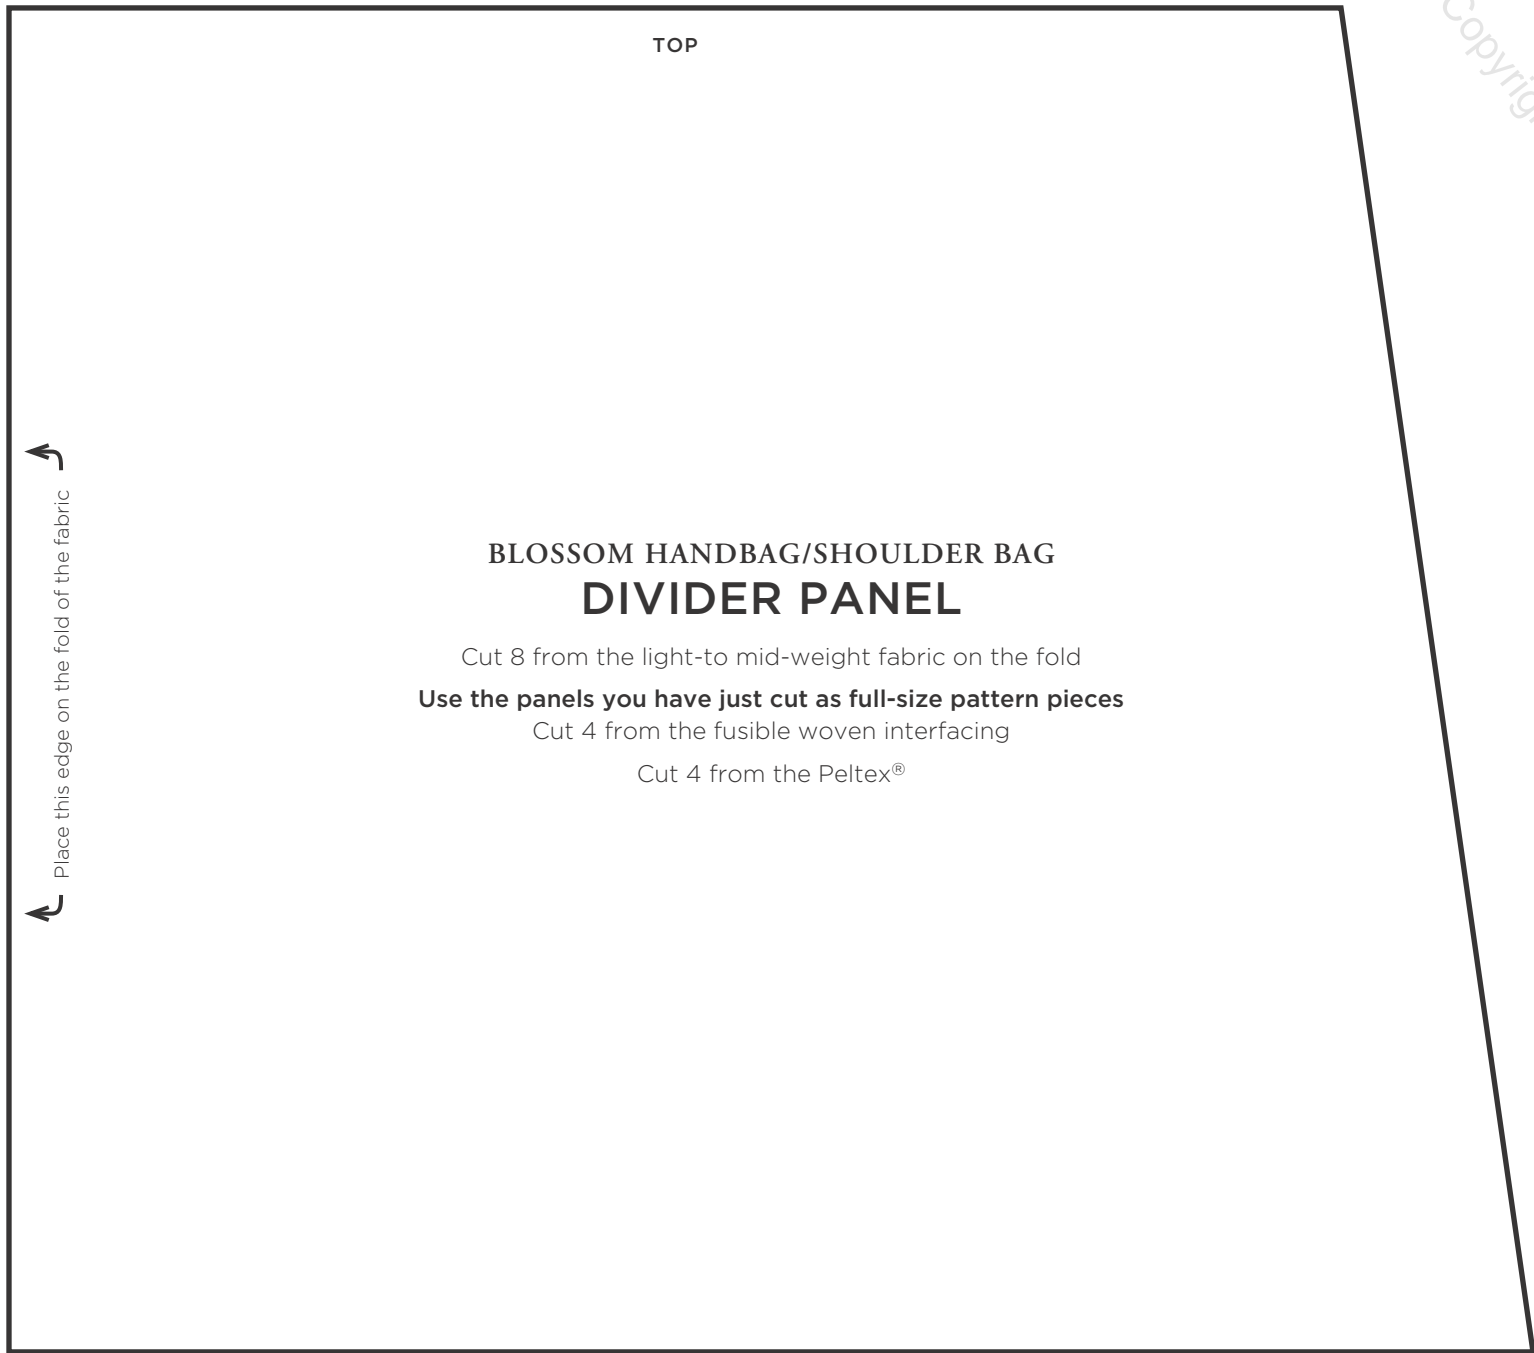 TOP
Place this edge on the fold of the fabric
BLOSSOM HANDBAG/SHOULDER BAG
DIVIDER PANEL
Cut 8 from the light-to mid-weight fabric on the fold
Use the panels you have just cut as full-size pattern pieces
Cut 4 from the fusible woven interfacing
Cut 4 from the Peltex®